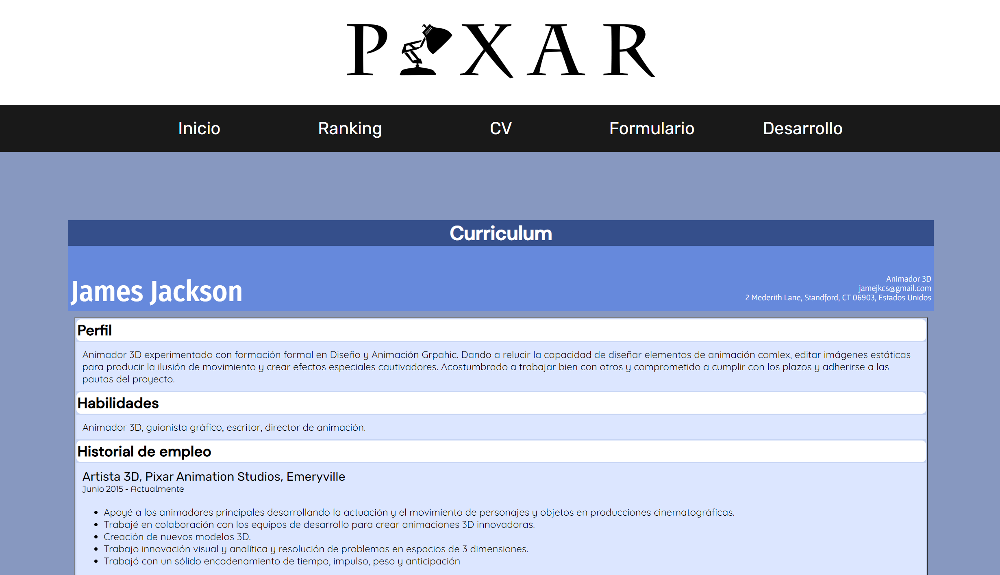 PIXAR
Inicio Ranking CV Formulario Desarrollo
Curriculum
James Jackson
Animador 3D
jamejkcs@gmail.com
2 Mederith Lane, Standford, CT 06903, Estados Unidos
Perfil
Animador 3D experimentado con formación formal en Diseño y Animación Grpahic. Dando a relucir la capacidad de diseñar elementos de animación comlex, editar imágenes estáticas
para producir la ilusión de movimiento y crear efectos especiales cautivadores. Acostumbrado a trabajar bien con otros y comprometido a cumplir con los plazos y adherirse a las
pautas del proyecto.
Habilidades
Animador 3D, guionista gráfico, escritor, director de animación.
Historial de empleo
Artista 3D, Pixar Animation Studios, Emeryville
Junio 2015 - Actualmente
• Apoyé a los animadores principales desarrollando la actuación y el movimiento de personajes y objetos en producciones cinematográficas.
• Trabajé en colaboración con los equipos de desarrollo para crear animaciones 3D innovadoras.
• Creación de nuevos modelos 3D.
• Trabajo innovación visual y analítica y resolución de problemas en espacios de 3 dimensiones.
• Trabajó con un sólido encadenamiento de tiempo, impulso, peso y anticipación